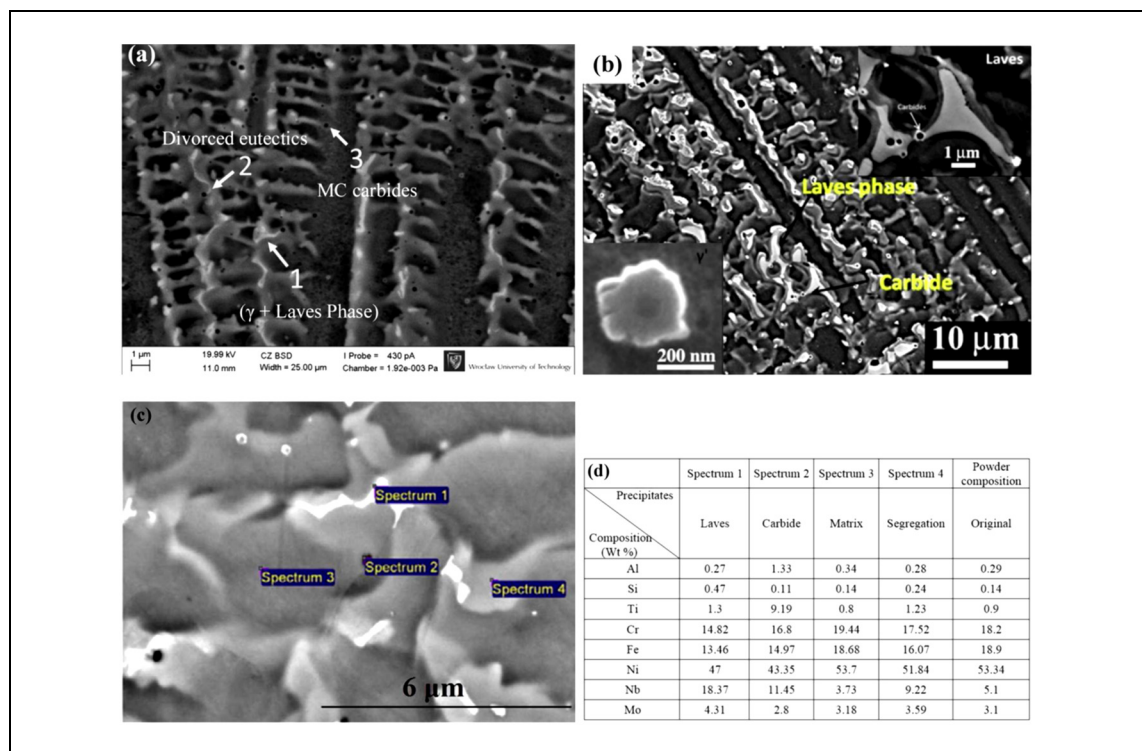 (a)
Divorced eutectics
2
3
MC carbides
1
(γ + Laves Phase)
1 μm 19.99 kV CZ BSD I Probe = 430 pA
11.0 mm Width = 25.00 μm Chamber = 1.92e-003 Pa Wroclaw University of Technology
(b)
Laves
Carbides
1 μm
Laves phase
Carbide
γ'
200 nm
10 μm
(c)
Spectrum 1
Spectrum 2
Spectrum 3
Spectrum 4
6 μm
(d) Spectrum 1 Spectrum 2 Spectrum 3 Spectrum 4 Powder composition
Precipitates
Composition (Wt %)
Laves Carbide Matrix Segregation Original
Al 0.27 1.33 0.34 0.28 0.29
Si 0.47 0.11 0.14 0.24 0.14
Ti 1.3 9.19 0.8 1.23 0.9
Cr 14.82 16.8 19.44 17.52 18.2
Fe 13.46 14.97 18.68 16.07 18.9
Ni 47 43.35 53.7 51.84 53.34
Nb 18.37 11.45 3.73 9.22 5.1
Mo 4.31 2.8 3.18 3.59 3.1